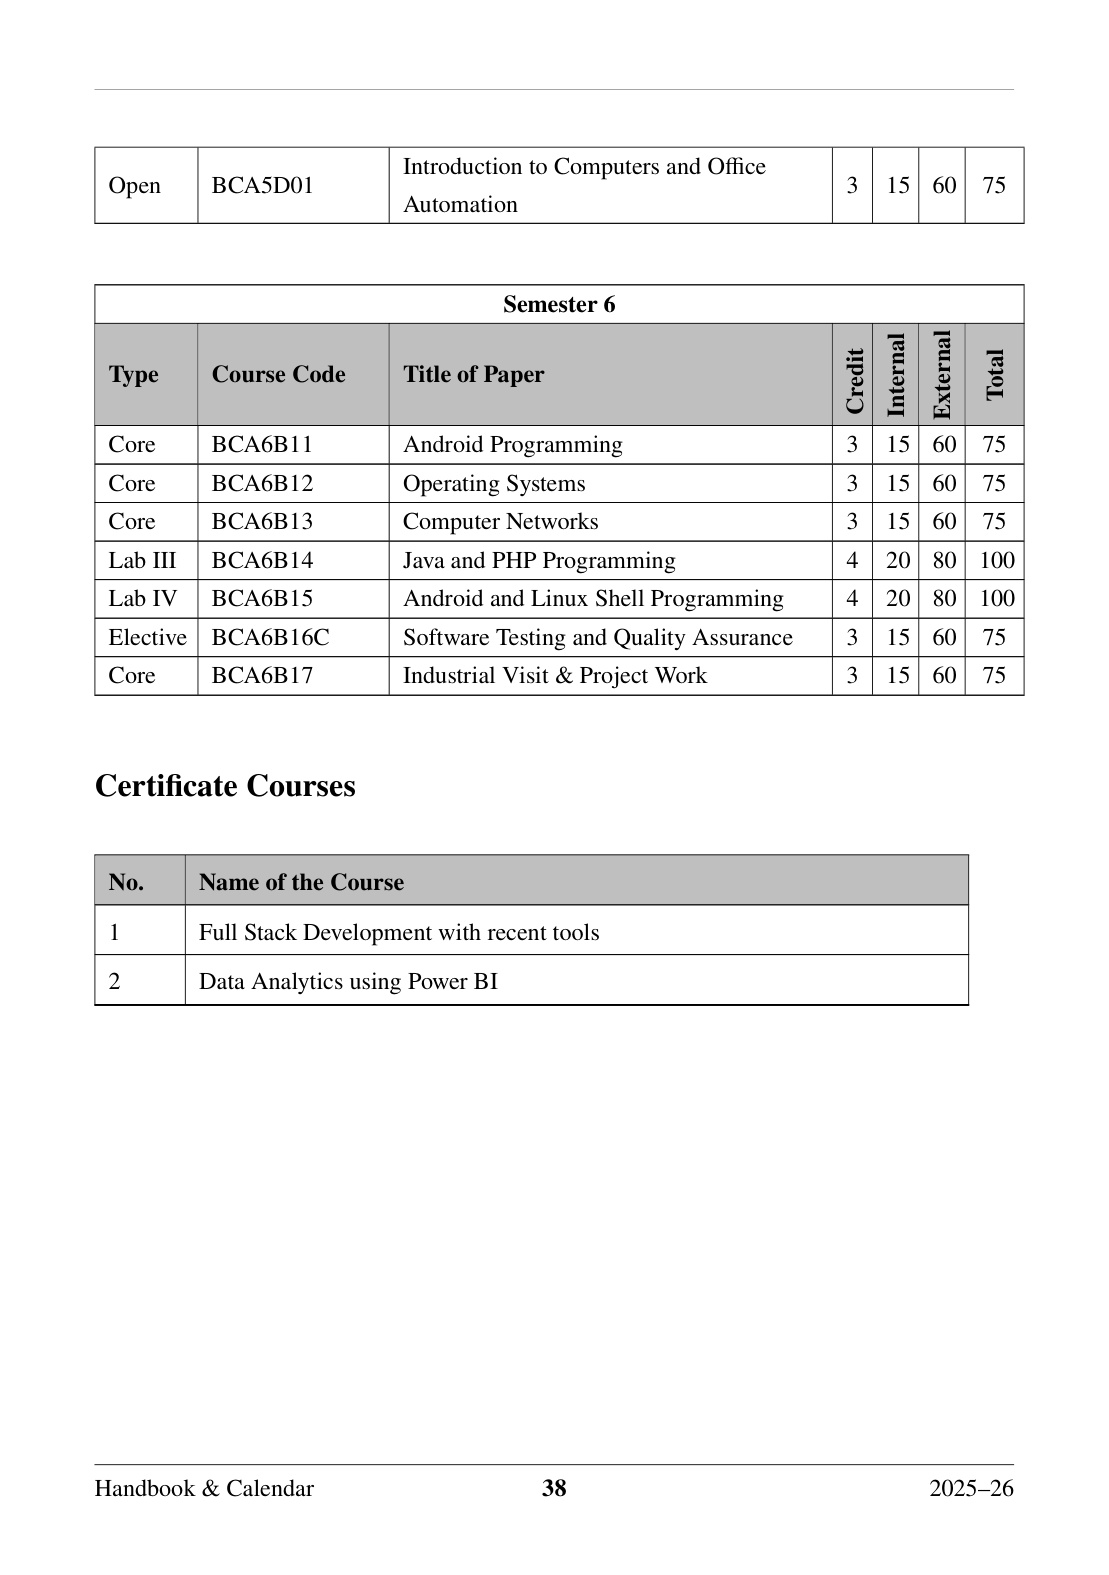 Open BCA5D01 Introduction to Computers and Office Automation 3 15 60 75
Semester 6
Type Course Code Title of Paper Credit Internal External Total
Core BCA6B11 Android Programming 3 15 60 75
Core BCA6B12 Operating Systems 3 15 60 75
Core BCA6B13 Computer Networks 3 15 60 75
Lab III BCA6B14 Java and PHP Programming 4 20 80 100
Lab IV BCA6B15 Android and Linux Shell Programming 4 20 80 100
Elective BCA6B16C Software Testing and Quality Assurance 3 15 60 75
Core BCA6B17 Industrial Visit & Project Work 3 15 60 75
Certificate Courses
No. Name of the Course
1 Full Stack Development with recent tools
2 Data Analytics using Power BI
Handbook & Calendar 38 2025–26